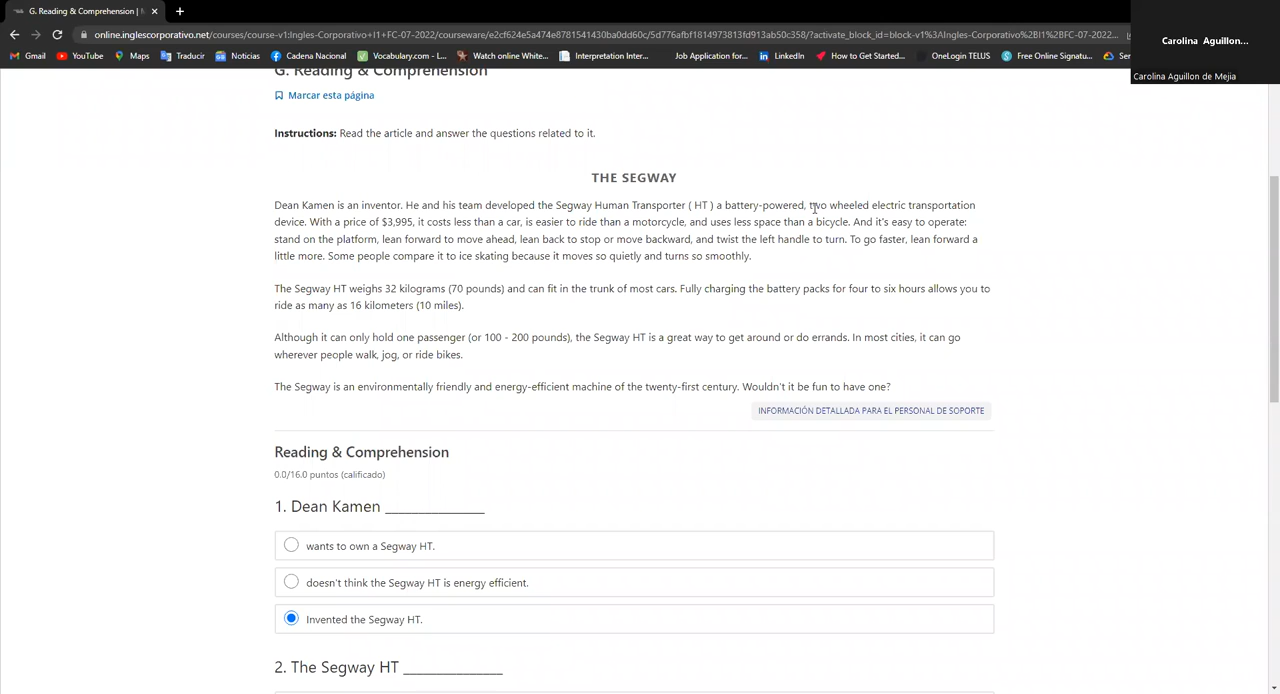 G. Reading & Comprehension |
online.inglescorporativo.net/courses/course-v1:Ingles-Corporativo+I1+FC-07-2022/courseware/e2cf624e5a474e8781541430ba0dd60c/5d776afbf1814973813fd913ab50c358/?activate_block_id=block-v1%3AIngles-Corporativo%2BI1%2BFC-07-2022...
Gmail YouTube Maps Traducir Noticias Cadena Nacional Vocabulary.com - L... Watch online White... Interpretation Inter... Job Application for... LinkedIn How to Get Started... OneLogin TELUS Free Online Signatu... Ser
Carolina Aguillon...
Carolina Aguillon de Mejia
G. Reading & Comprehension
Marcar esta página
Instructions: Read the article and answer the questions related to it.
THE SEGWAY
Dean Kamen is an inventor. He and his team developed the Segway Human Transporter ( HT ) a battery-powered, two wheeled electric transportation
device. With a price of $3,995, it costs less than a car, is easier to ride than a motorcycle, and uses less space than a bicycle. And it's easy to operate:
stand on the platform, lean forward to move ahead, lean back to stop or move backward, and twist the left handle to turn. To go faster, lean forward a
little more. Some people compare it to ice skating because it moves so quietly and turns so smoothly.
The Segway HT weighs 32 kilograms (70 pounds) and can fit in the trunk of most cars. Fully charging the battery packs for four to six hours allows you to
ride as many as 16 kilometers (10 miles).
Although it can only hold one passenger (or 100 - 200 pounds), the Segway HT is a great way to get around or do errands. In most cities, it can go
wherever people walk, jog, or ride bikes.
The Segway is an environmentally friendly and energy-efficient machine of the twenty-first century. Wouldn't it be fun to have one?
INFORMACIÓN DETALLADA PARA EL PERSONAL DE SOPORTE
Reading & Comprehension
0.0/16.0 puntos (calificado)
1. Dean Kamen _______________
wants to own a Segway HT.
doesn't think the Segway HT is energy efficient.
Invented the Segway HT.
2. The Segway HT _______________